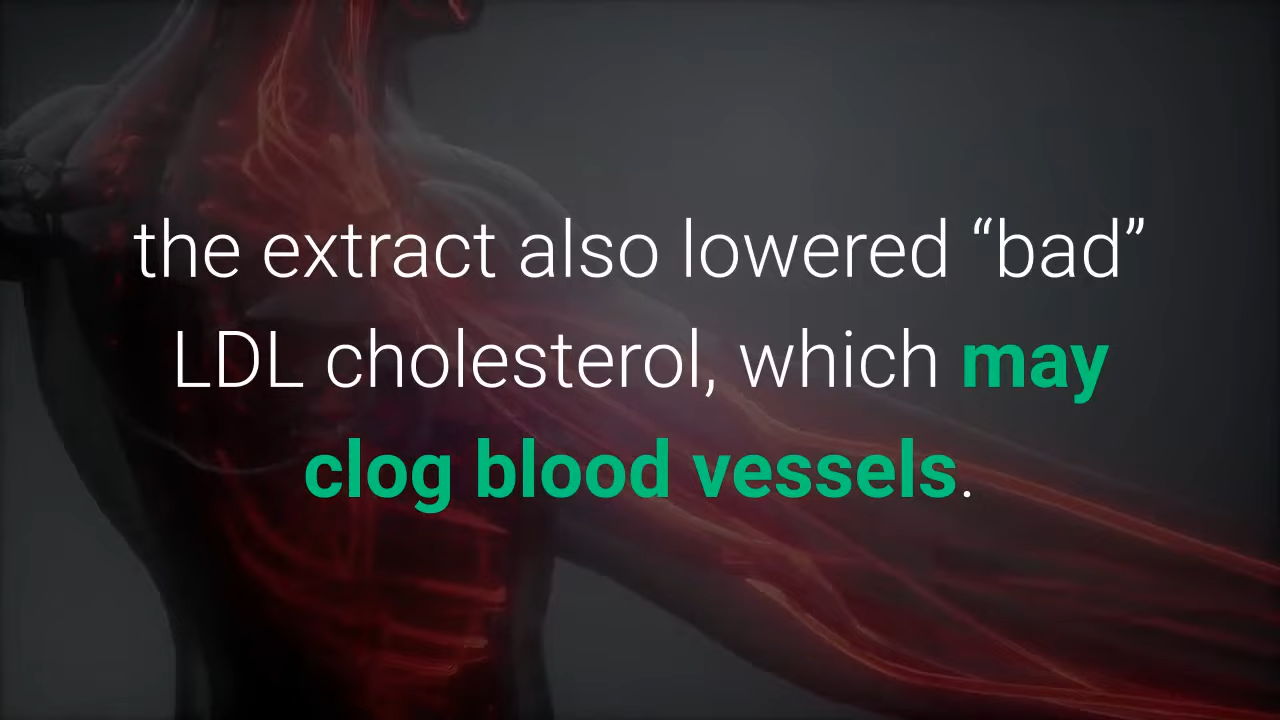 the extract also lowered “bad”
LDL cholesterol, which may
clog blood vessels.